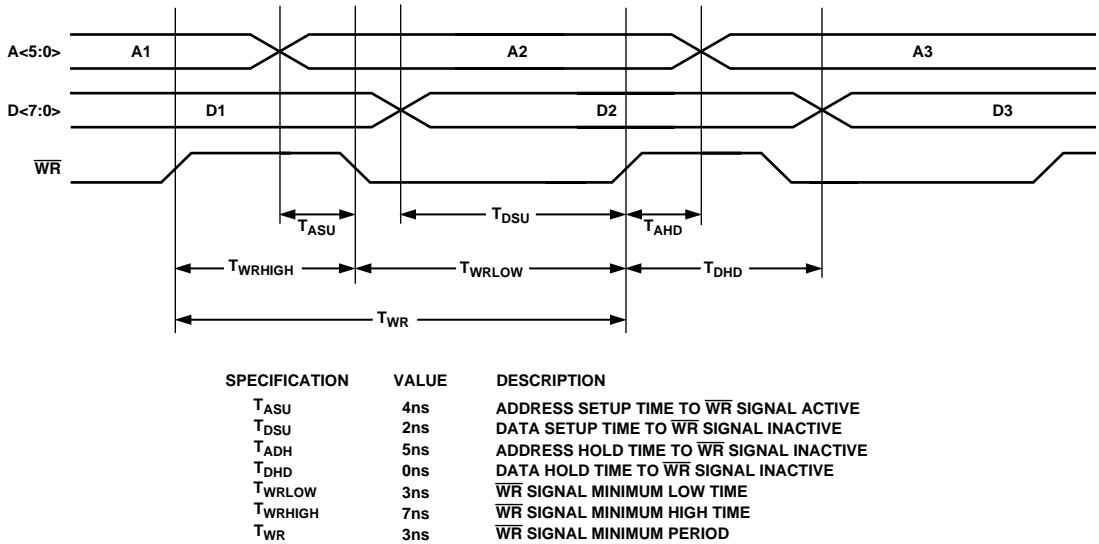 A<5:0> A1 A2 A3
D<7:0> D1 D2 D3
WR
TASU TDSU TAHD
TWRHIGH TWRLOW TDHD
TWR
SPECIFICATION VALUE DESCRIPTION
TASU 4ns ADDRESS SETUP TIME TO WR SIGNAL ACTIVE
TDSU 2ns DATA SETUP TIME TO WR SIGNAL INACTIVE
TADH 5ns ADDRESS HOLD TIME TO WR SIGNAL INACTIVE
TDHD 0ns DATA HOLD TIME TO WR SIGNAL INACTIVE
TWRLOW 3ns WR SIGNAL MINIMUM LOW TIME
TWRHIGH 7ns WR SIGNAL MINIMUM HIGH TIME
TWR 3ns WR SIGNAL MINIMUM PERIOD